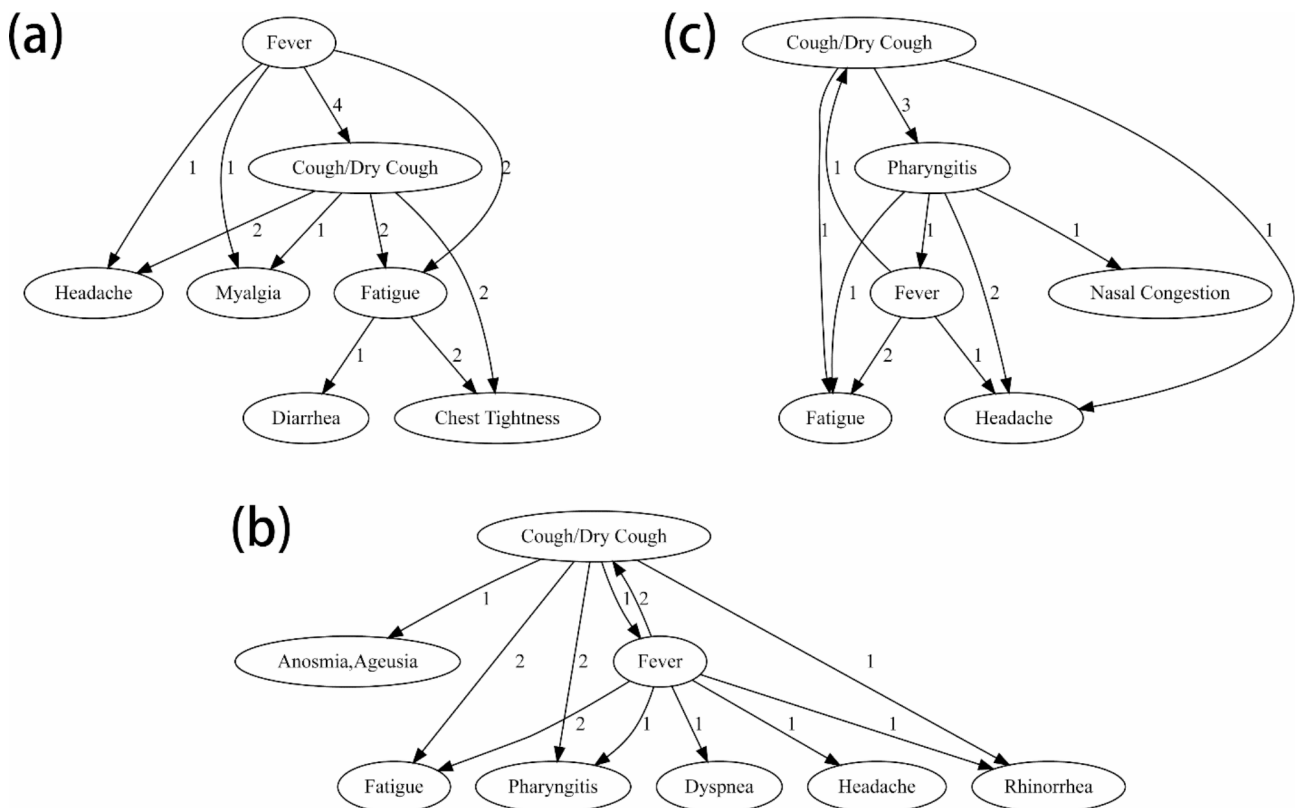 (a)
Fever
4
1
1
2
Cough/Dry Cough
2
1
2
2
Headache
Myalgia
Fatigue
1
2
Diarrhea
Chest Tightness
(c)
Cough/Dry Cough
3
Pharyngitis
1
1
1
1
1
1
2
Fever
Nasal Congestion
2
1
Fatigue
Headache
(b)
Cough/Dry Cough
1
1
2
Anosmia,Ageusia
Fever
2
2
1
2
1
1
1
1
Fatigue
Pharyngitis
Dyspnea
Headache
Rhinorrhea